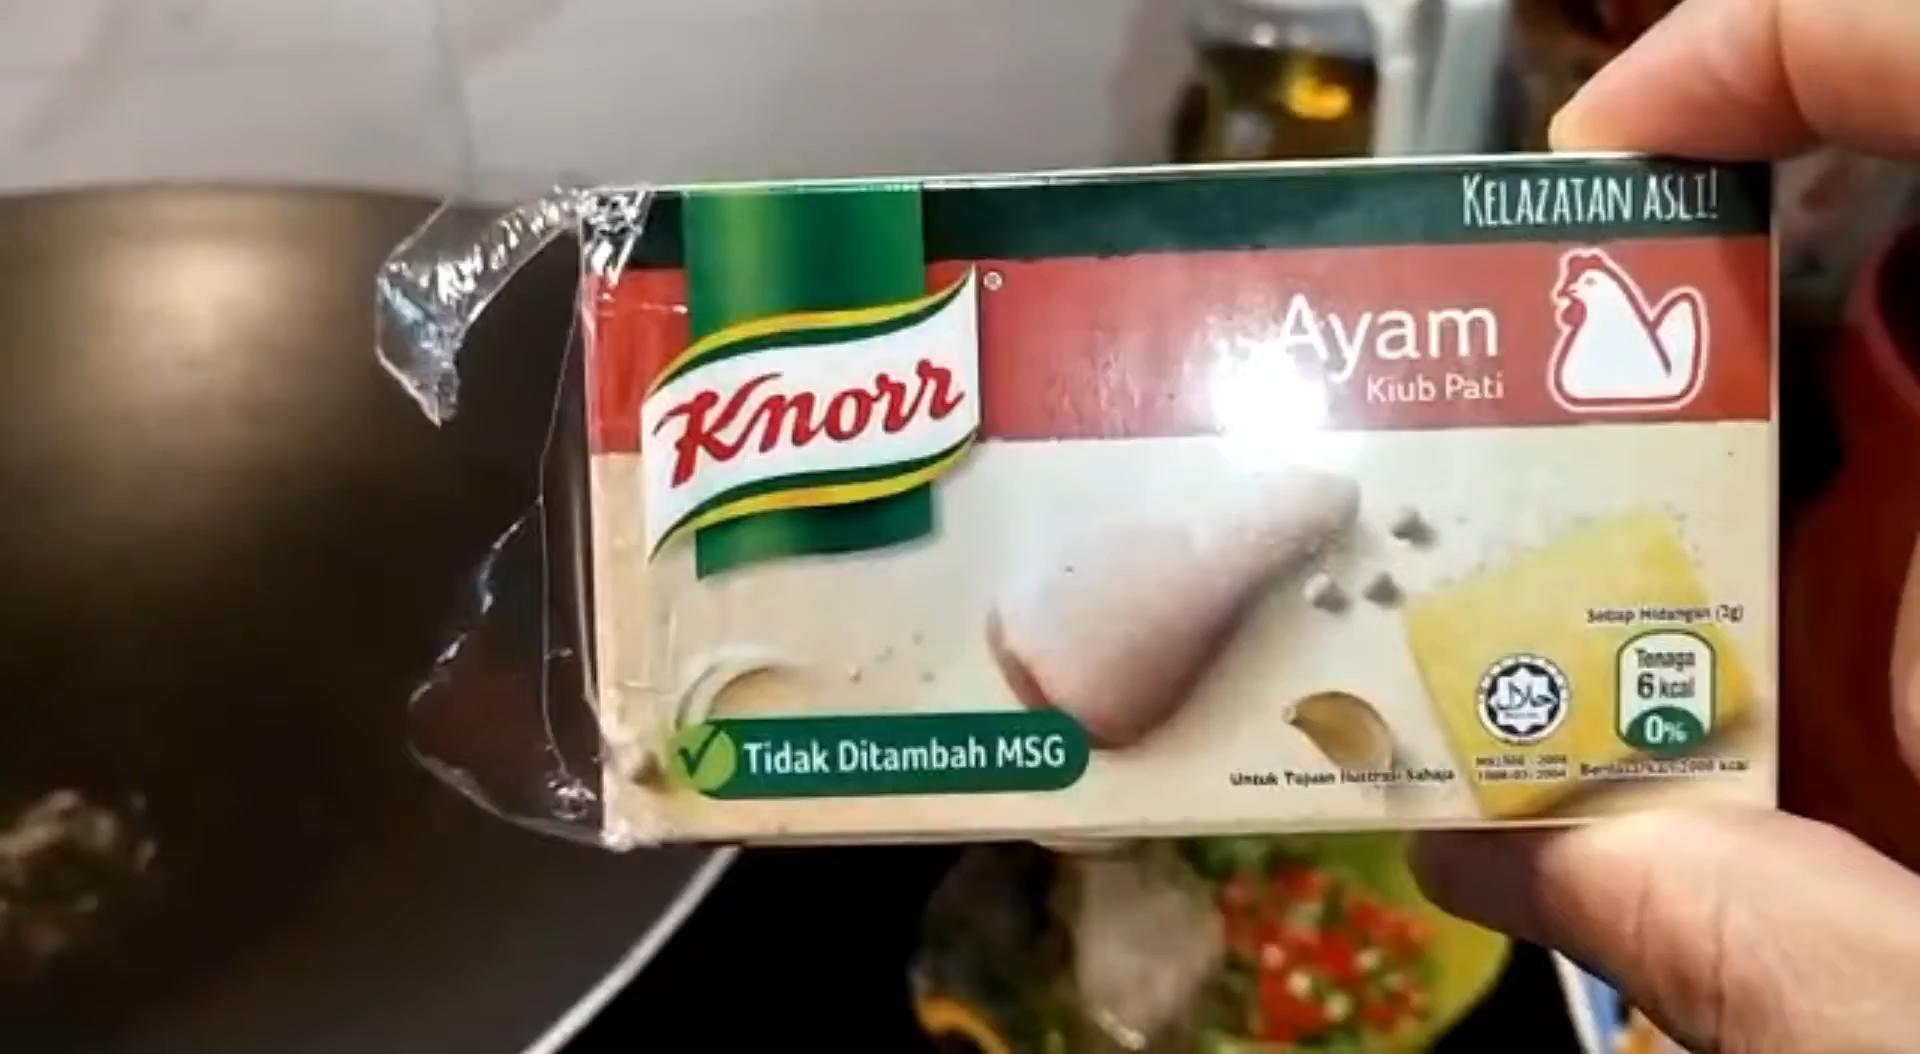 KELAZATAN ASLI!
Knorr®
Ayam
Kiub Pati
Setiap Hidangan (2g)
Tenaga
6 kcal
0%
Tidak Ditambah MSG
Untuk Tujuan Ilustrasi Sahaja